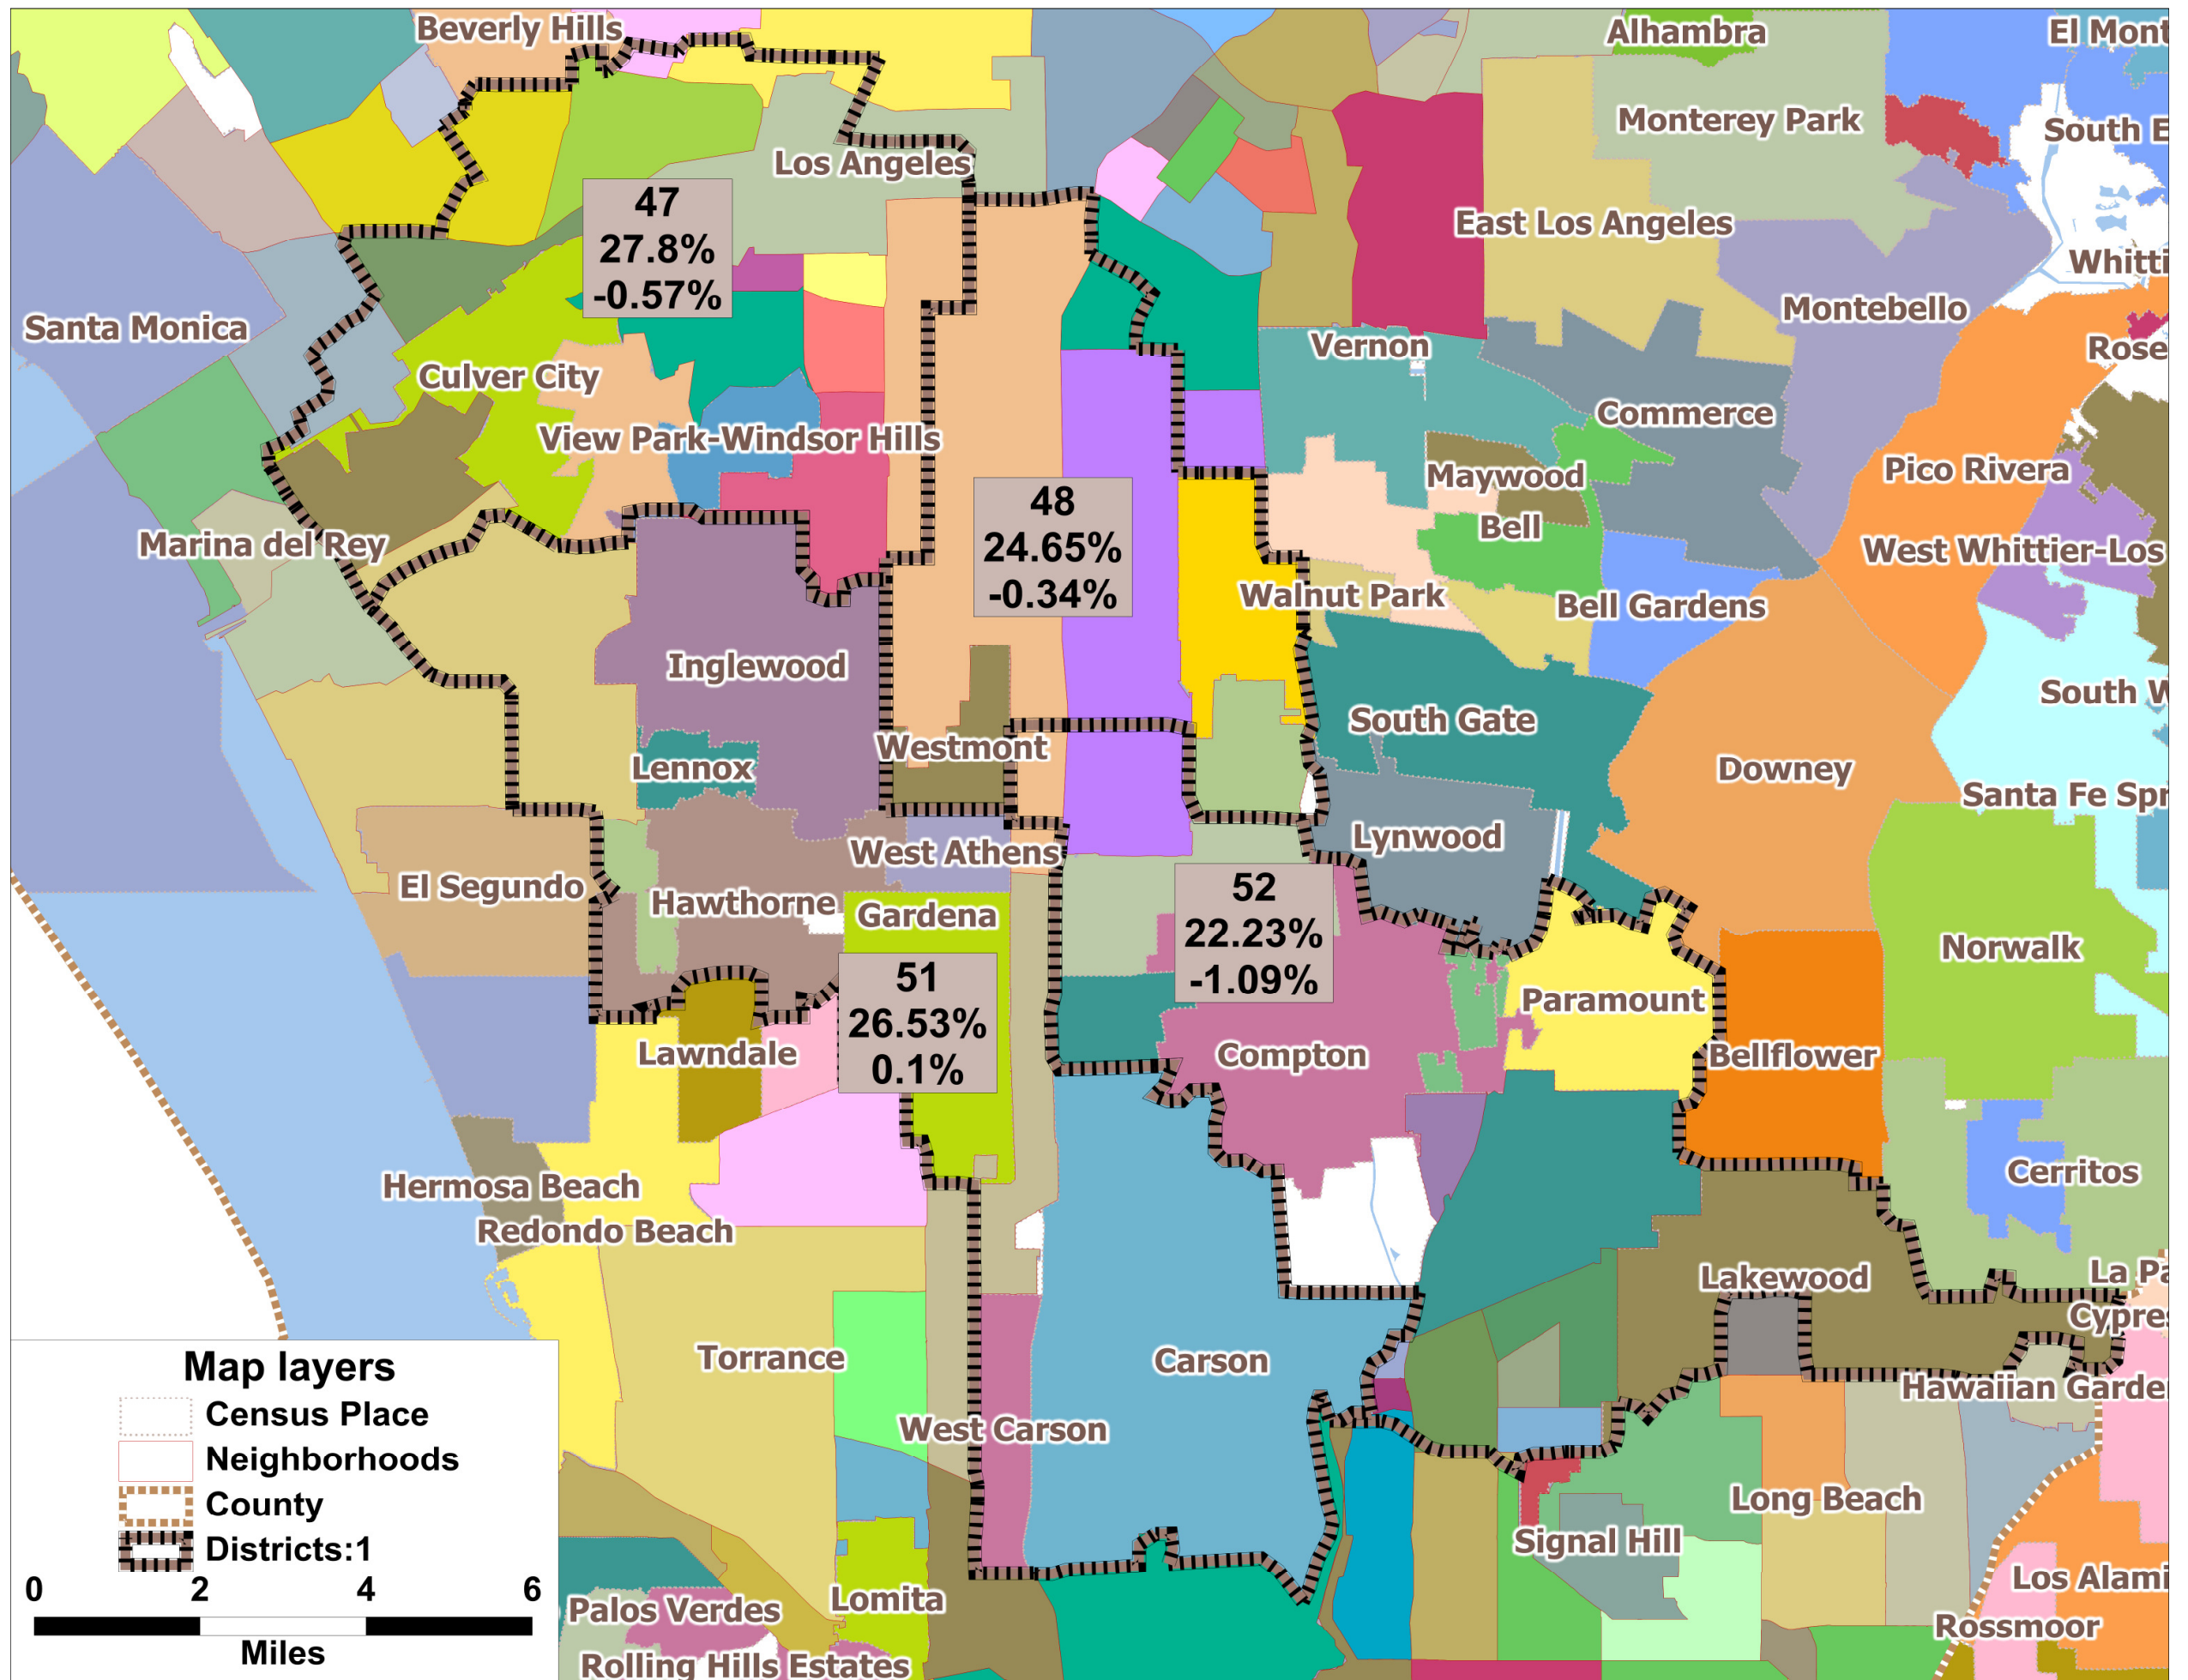 Beverly Hills
Alhambra
El Mont
Monterey Park
South E
Los Angeles
47
27.8%
-0.57%
East Los Angeles
Whitti
Santa Monica
Montebello
Vernon
Rose
Culver City
Commerce
View Park-Windsor Hills
Maywood
Pico Rivera
48
24.65%
-0.34%
Bell
Marina del Rey
West Whittier-Los
Walnut Park
Bell Gardens
Inglewood
South W
South Gate
Westmont
Lennox
Downey
Santa Fe Spr
Lynwood
West Athens
El Segundo
Hawthorne
Gardena
52
22.23%
-1.09%
Norwalk
51
26.53%
0.1%
Paramount
Lawndale
Compton
Bellflower
Hermosa Beach
Cerritos
Redondo Beach
Lakewood
La Pa
Cypres
Torrance
Carson
Hawaiian Garde
West Carson
Long Beach
Signal Hill
Los Alami
Lomita
Palos Verdes
Rossmoor
Rolling Hills Estates
Map layers
Census Place
Neighborhoods
County
Districts:1
0 2 4 6
Miles